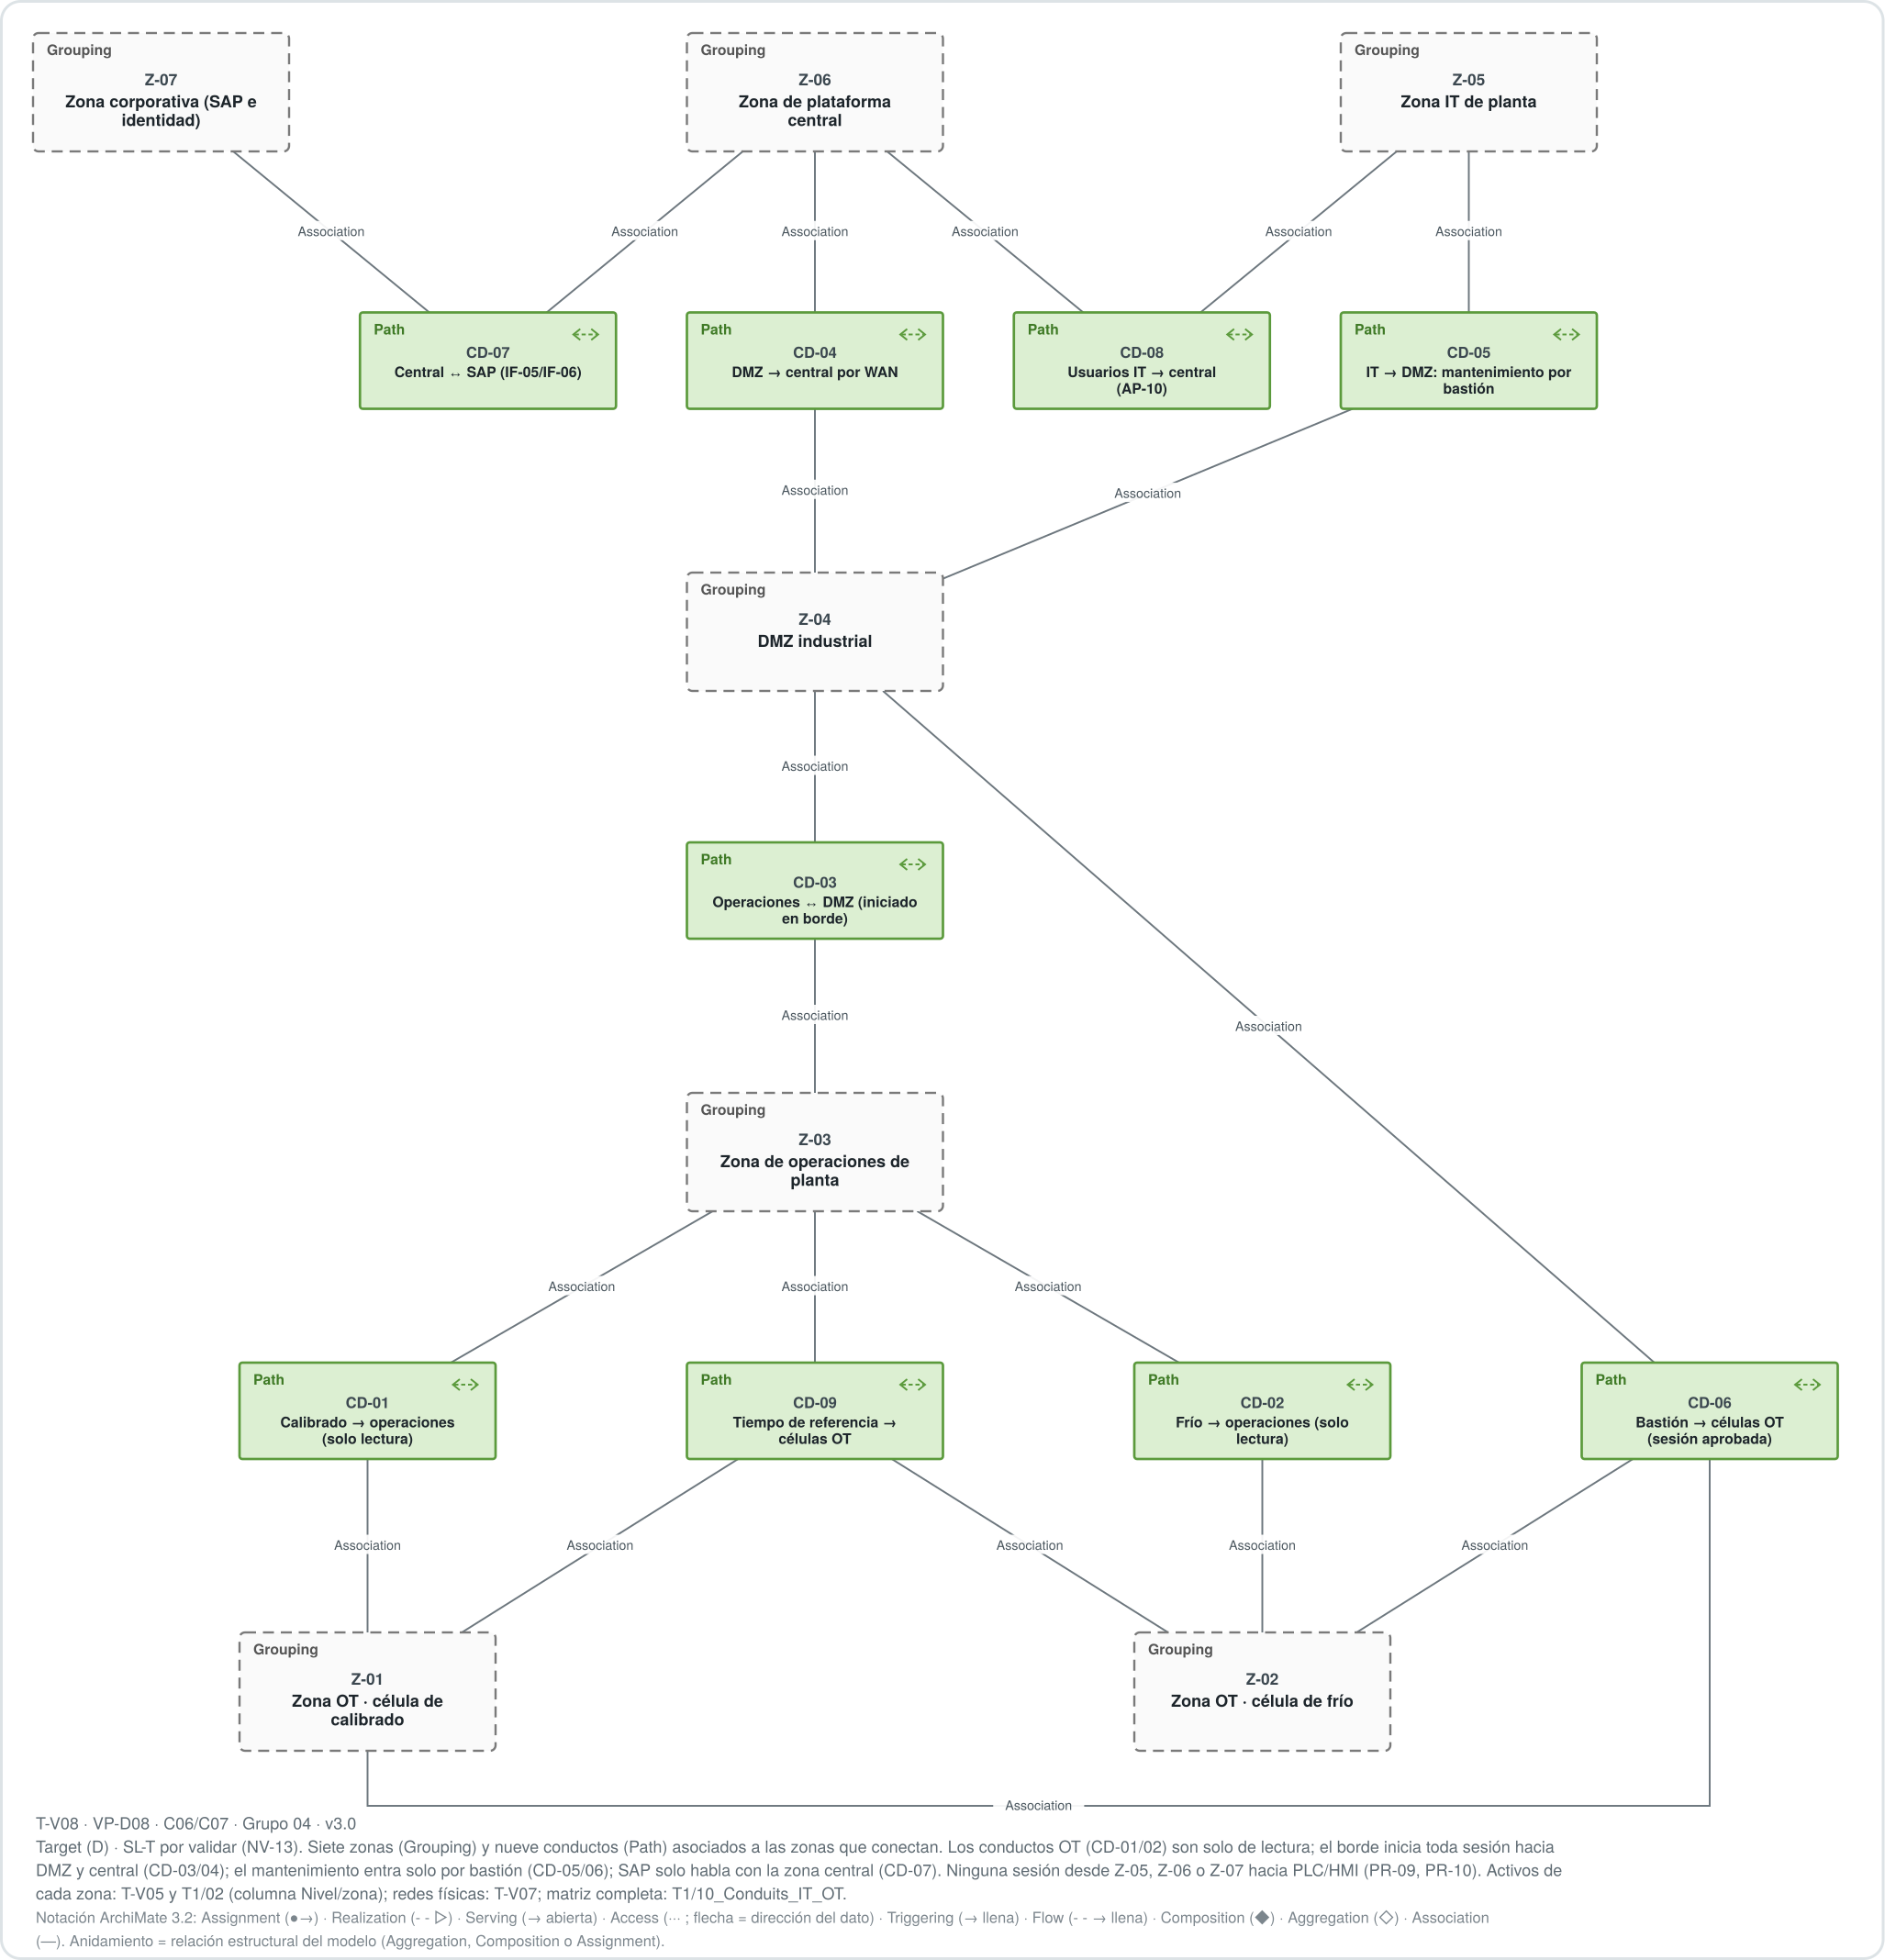 Grouping
Z-07
Zona corporativa (SAP e
identidad)
Grouping
Z-06
Zona de plataforma
central
Grouping
Z-05
Zona IT de planta
Association
Association
Association
Association
Association
Association
Path
CD-07
Central ↔ SAP (IF-05/IF-06)
Path
CD-04
DMZ → central por WAN
Path
CD-08
Usuarios IT → central
(AP-10)
Path
CD-05
IT → DMZ: mantenimiento por
bastión
Association
Association
Grouping
Z-04
DMZ industrial
Association
Path
CD-03
Operaciones ↔ DMZ (iniciado
en borde)
Association
Association
Grouping
Z-03
Zona de operaciones de
planta
Association
Association
Association
Path
CD-01
Calibrado → operaciones
(solo lectura)
Path
CD-09
Tiempo de referencia →
células OT
Path
CD-02
Frío → operaciones (solo
lectura)
Path
CD-06
Bastión → células OT
(sesión aprobada)
Association
Association
Association
Association
Association
Grouping
Z-01
Zona OT · célula de
calibrado
Grouping
Z-02
Zona OT · célula de frío
Association
T-V08 · VP-D08 · C06/C07 · Grupo 04 · v3.0
Target (D) · SL-T por validar (NV-13). Siete zonas (Grouping) y nueve conductos (Path) asociados a las zonas que conectan. Los conductos OT (CD-01/02) son solo de lectura; el borde inicia toda sesión hacia
DMZ y central (CD-03/04); el mantenimiento entra solo por bastión (CD-05/06); SAP solo habla con la zona central (CD-07). Ninguna sesión desde Z-05, Z-06 o Z-07 hacia PLC/HMI (PR-09, PR-10). Activos de
cada zona: T-V05 y T1/02 (columna Nivel/zona); redes físicas: T-V07; matriz completa: T1/10_Conduits_IT_OT.
Notación ArchiMate 3.2: Assignment (●→) · Realization (- - ▷) · Serving (→ abierta) · Access (··· ; flecha = dirección del dato) · Triggering (→ llena) · Flow (- - → llena) · Composition (◆) · Aggregation (◇) · Association
(—). Anidamiento = relación estructural del modelo (Aggregation, Composition o Assignment).